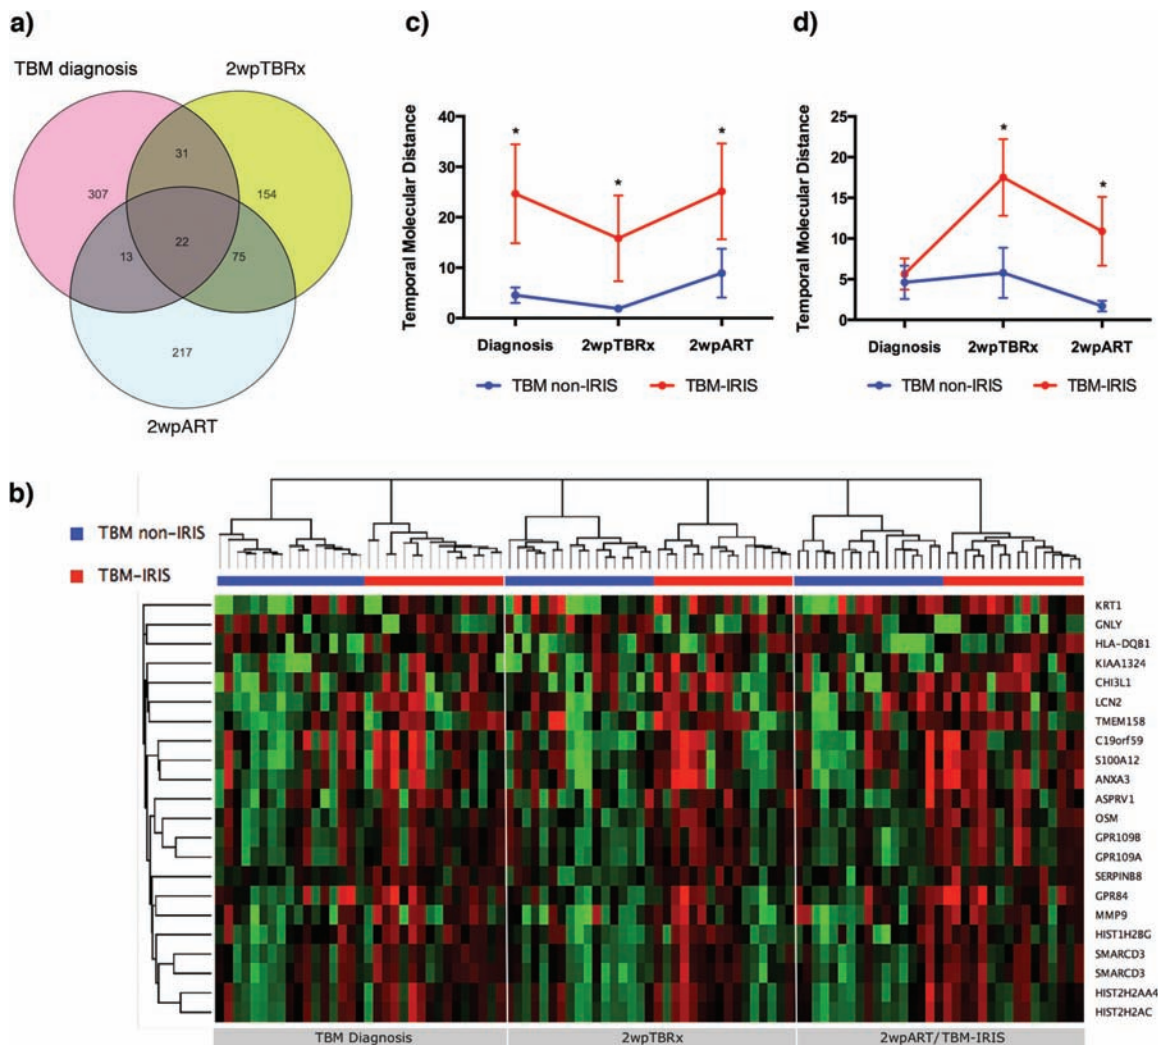 a)
TBM diagnosis
2wpTBRx
31
307
154
22
13
75
217
2wpART
c)
Temporal Molecular Distance
40
30
20
10
0
*
*
*
Diagnosis
2wpTBRx
2wpART
TBM non-IRIS
TBM-IRIS
d)
Temporal Molecular Distance
25
20
15
10
5
0
*
*
Diagnosis
2wpTBRx
2wpART
TBM non-IRIS
TBM-IRIS
b)
TBM non-IRIS
TBM-IRIS
KRT1
GNLY
HLA-DQB1
KIAA1324
CHI3L1
LCN2
TMEM158
C19orf59
S100A12
ANXA3
ASPRV1
OSM
GPR109B
GPR109A
SERPINB8
GPR84
MMP9
HIST1H2BG
SMARCD3
SMARCD3
HIST2H2AA4
HIST2H2AC
TBM Diagnosis
2wpTBRx
2wpART/TBM-IRIS